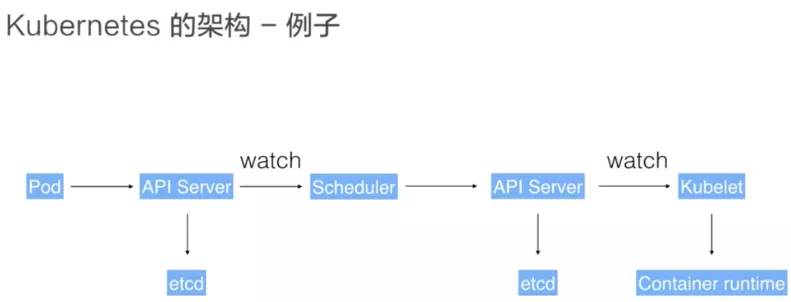 Kubernetes 的架构 – 例子
watch
watch
Pod
API Server
Scheduler
API Server
Kubelet
etcd
etcd
Container runtime